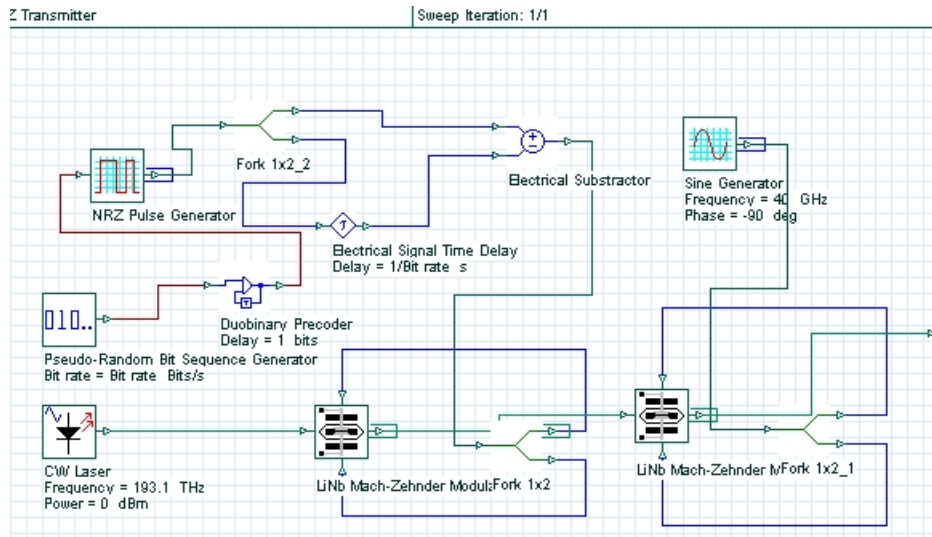 Z Transmitter
Sweep Iteration: 1/1
Fork 1x2_2
NRZ Pulse Generator
Electrical Substractor
Sine Generator
Frequency = 40 GHz
Phase = -90 deg
τ
Electrical Signal Time Delay
Delay = 1/Bit rate s
010..
T
Duobinary Precoder
Delay = 1 bits
Pseudo-Random Bit Sequence Generator
Bit rate = Bit rate Bits/s
CW Laser
Frequency = 193.1 THz
Power = 0 dBm
LiNb Mach-Zehnder Modula
Fork 1x2
LiNb Mach-Zehnder M
Fork 1x2_1